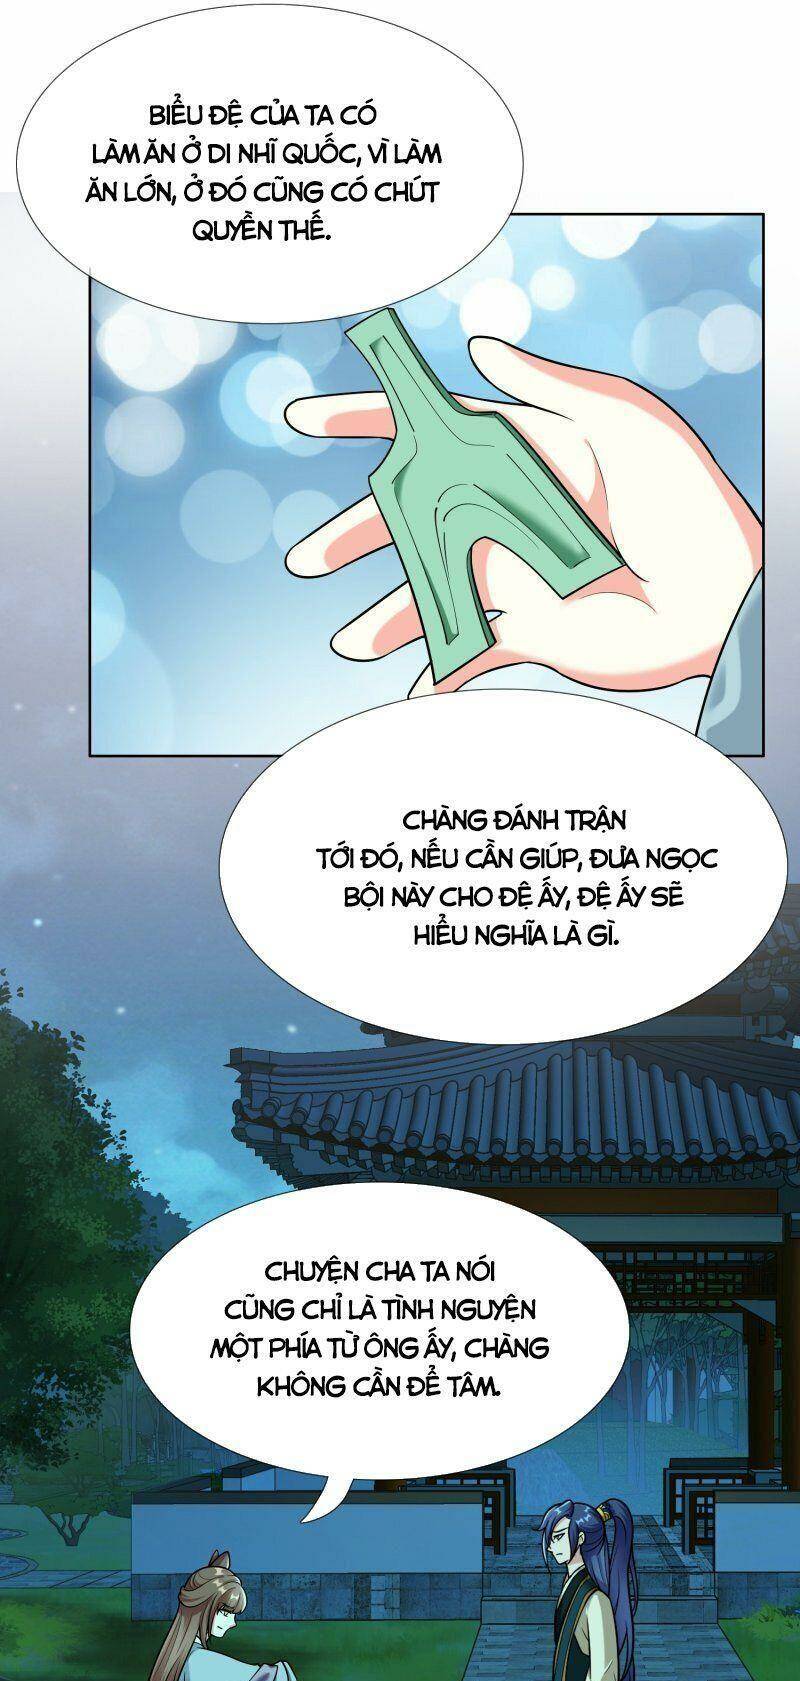 BIỂU ĐỆ CỦA TA CÓ
LÀM ĂN Ở DI NHĨ QUỐC, VÌ LÀM
ĂN LỚN, Ở ĐÓ CŨNG CÓ CHÚT
QUYỀN THẾ.
CHÀNG ĐÁNH TRẬN
TỚI ĐÓ, NẾU CẦN GIÚP, ĐƯA NGỌC
BỘI NÀY CHO ĐỆ ẤY, ĐỆ ẤY SẼ
HIỂU NGHĨA LÀ GÌ.
CHUYỆN CHA TA NÓI
CŨNG CHỈ LÀ TÌNH NGUYỆN
MỘT PHÍA TỪ ÔNG ẤY, CHÀNG
KHÔNG CẦN ĐỂ TÂM.